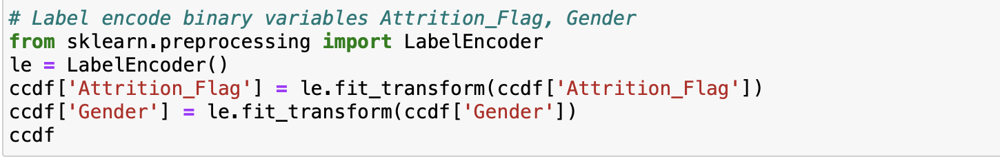 # Label encode binary variables Attrition_Flag, Gender
from sklearn.preprocessing import LabelEncoder
le = LabelEncoder()
ccdf['Attrition_Flag'] = le.fit_transform(ccdf['Attrition_Flag'])
ccdf['Gender'] = le.fit_transform(ccdf['Gender'])
ccdf